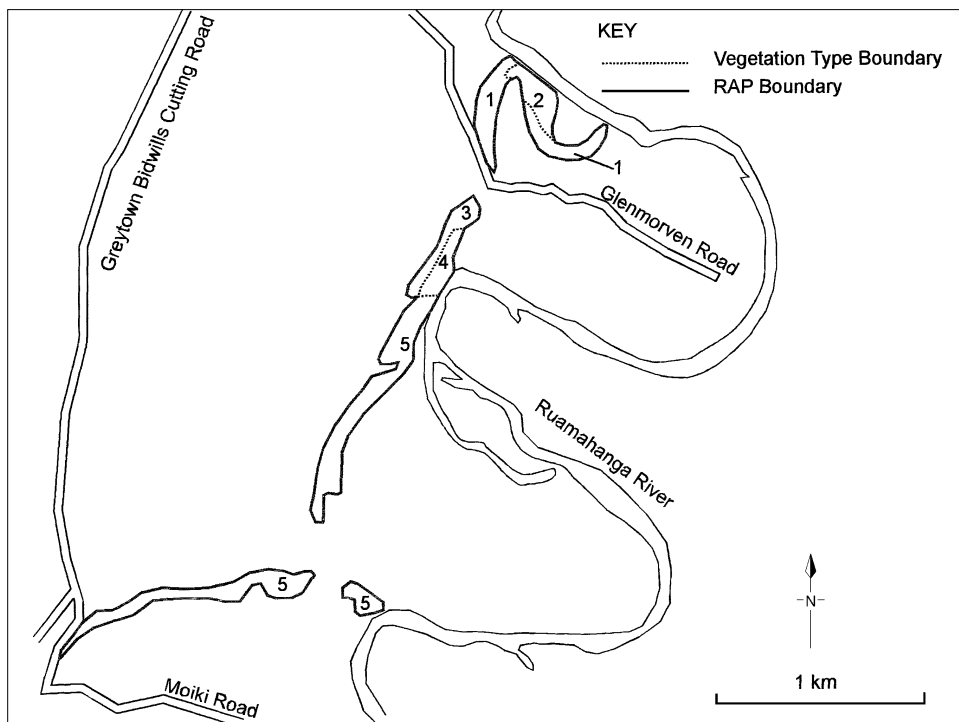 KEY
Vegetation Type Boundary
RAP Boundary
Greytown Bidwills Cutting Road
1
2
1
Glenmorven Road
3
4
5
Ruamahanga River
5
5
N
Moiki Road
1 km